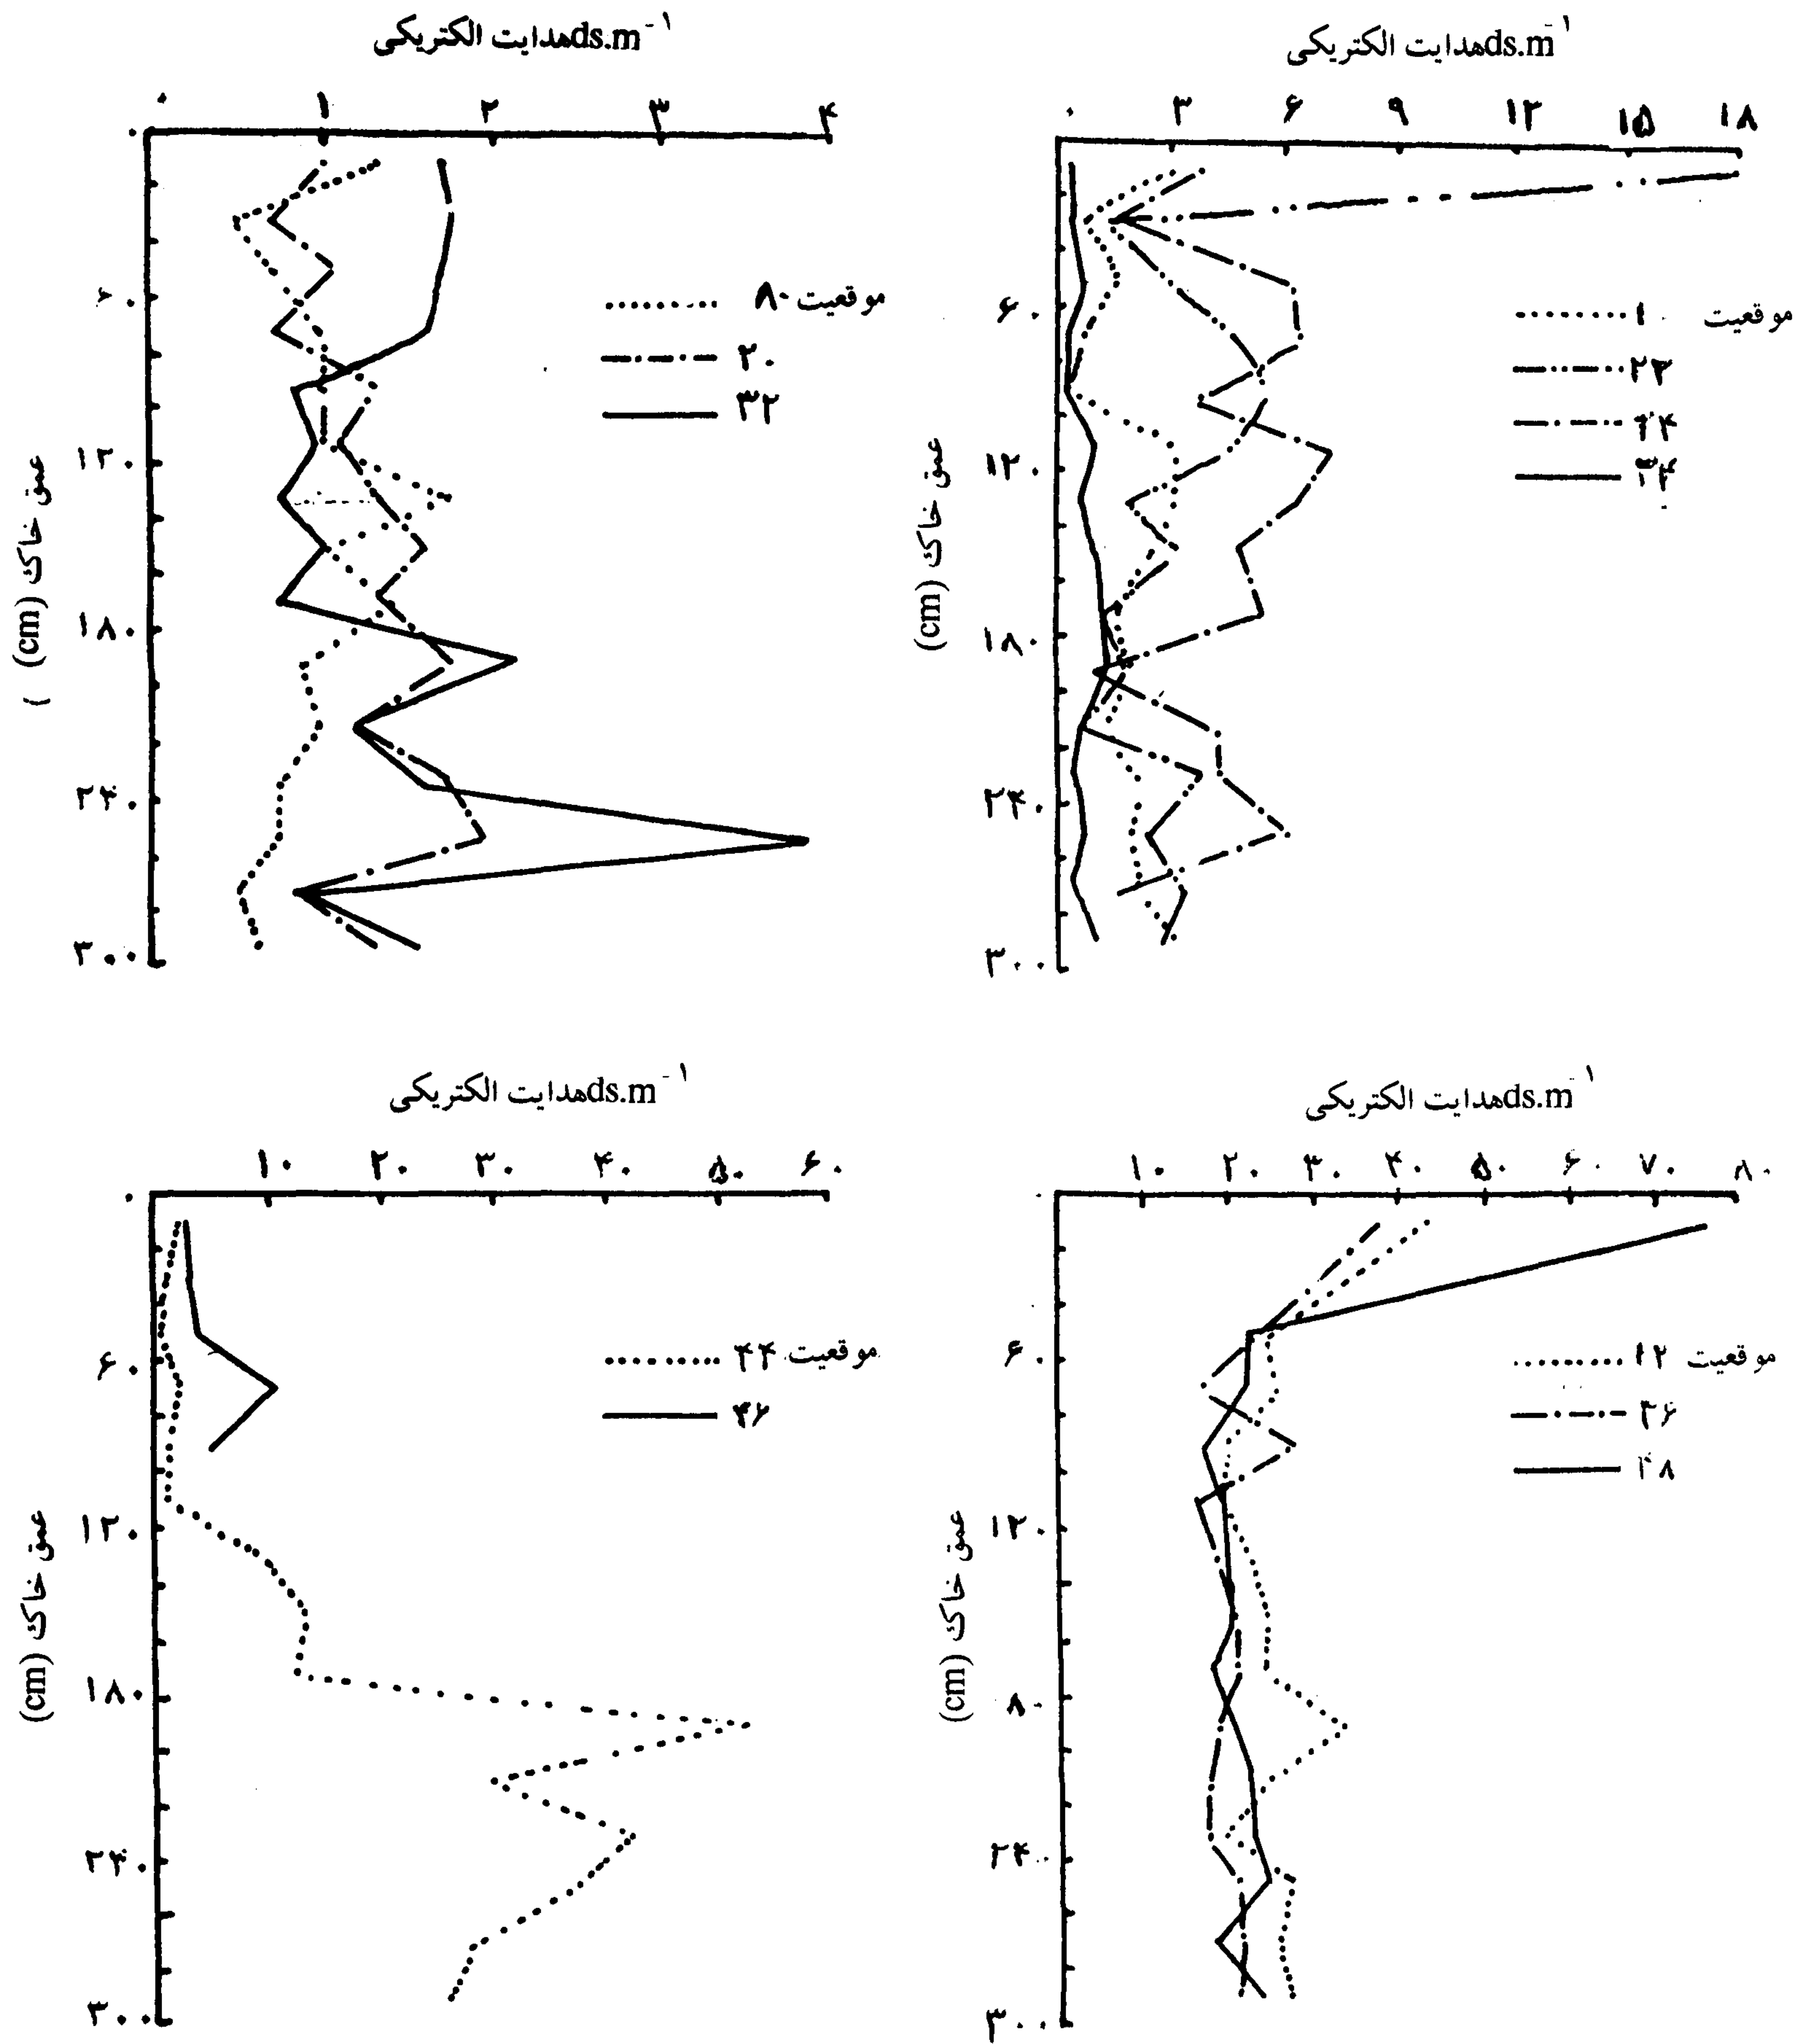 هدایت الکتریکی ds.m⁻¹
۰ ۱ ۲ ۳ ۴
۰
۶۰
۱۲۰
۱۸۰
۲۴۰
۳۰۰
عمق خاک (cm)
موقعیت ۸۰
۲۰
۳۲
هدایت الکتریکی ds.m⁻¹
۰ ۳ ۶ ۹ ۱۲ ۱۵ ۱۸
۶۰
۱۲۰
۱۸۰
۲۴۰
۳۰۰
عمق خاک (cm)
موقعیت ۱۰
۲۲
۲۴
۳۴
هدایت الکتریکی ds.m⁻¹
۱۰ ۲۰ ۳۰ ۴۰ ۵۰ ۶۰
۰
۶۰
۱۲۰
۱۸۰
۲۴۰
۳۰۰
عمق خاک (cm)
موقعیت ۴۴
۴۶
هدایت الکتریکی ds.m⁻¹
۱۰ ۲۰ ۳۰ ۴۰ ۵۰ ۶۰ ۷۰ ۸۰
۰
۶۰
۱۲۰
۸۰
۲۴۰
۳۰۰
عمق خاک (cm)
موقعیت ۱۲
۳۶
۴۸